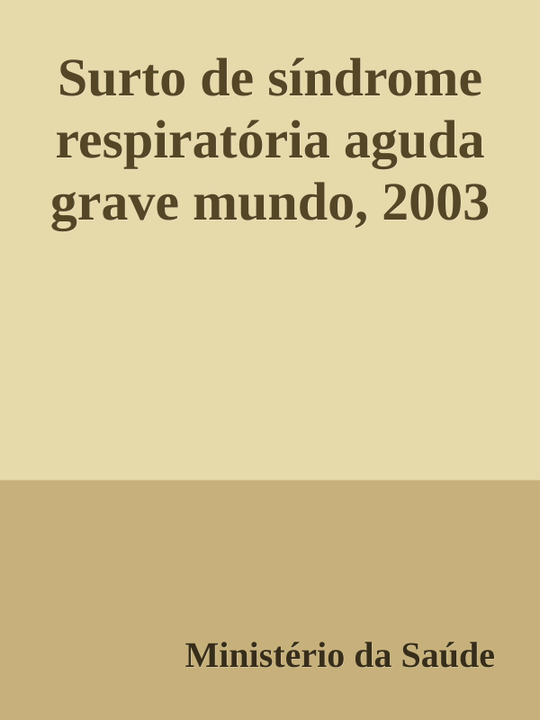 Surto de síndrome
respiratória aguda
grave mundo, 2003
Ministério da Saúde